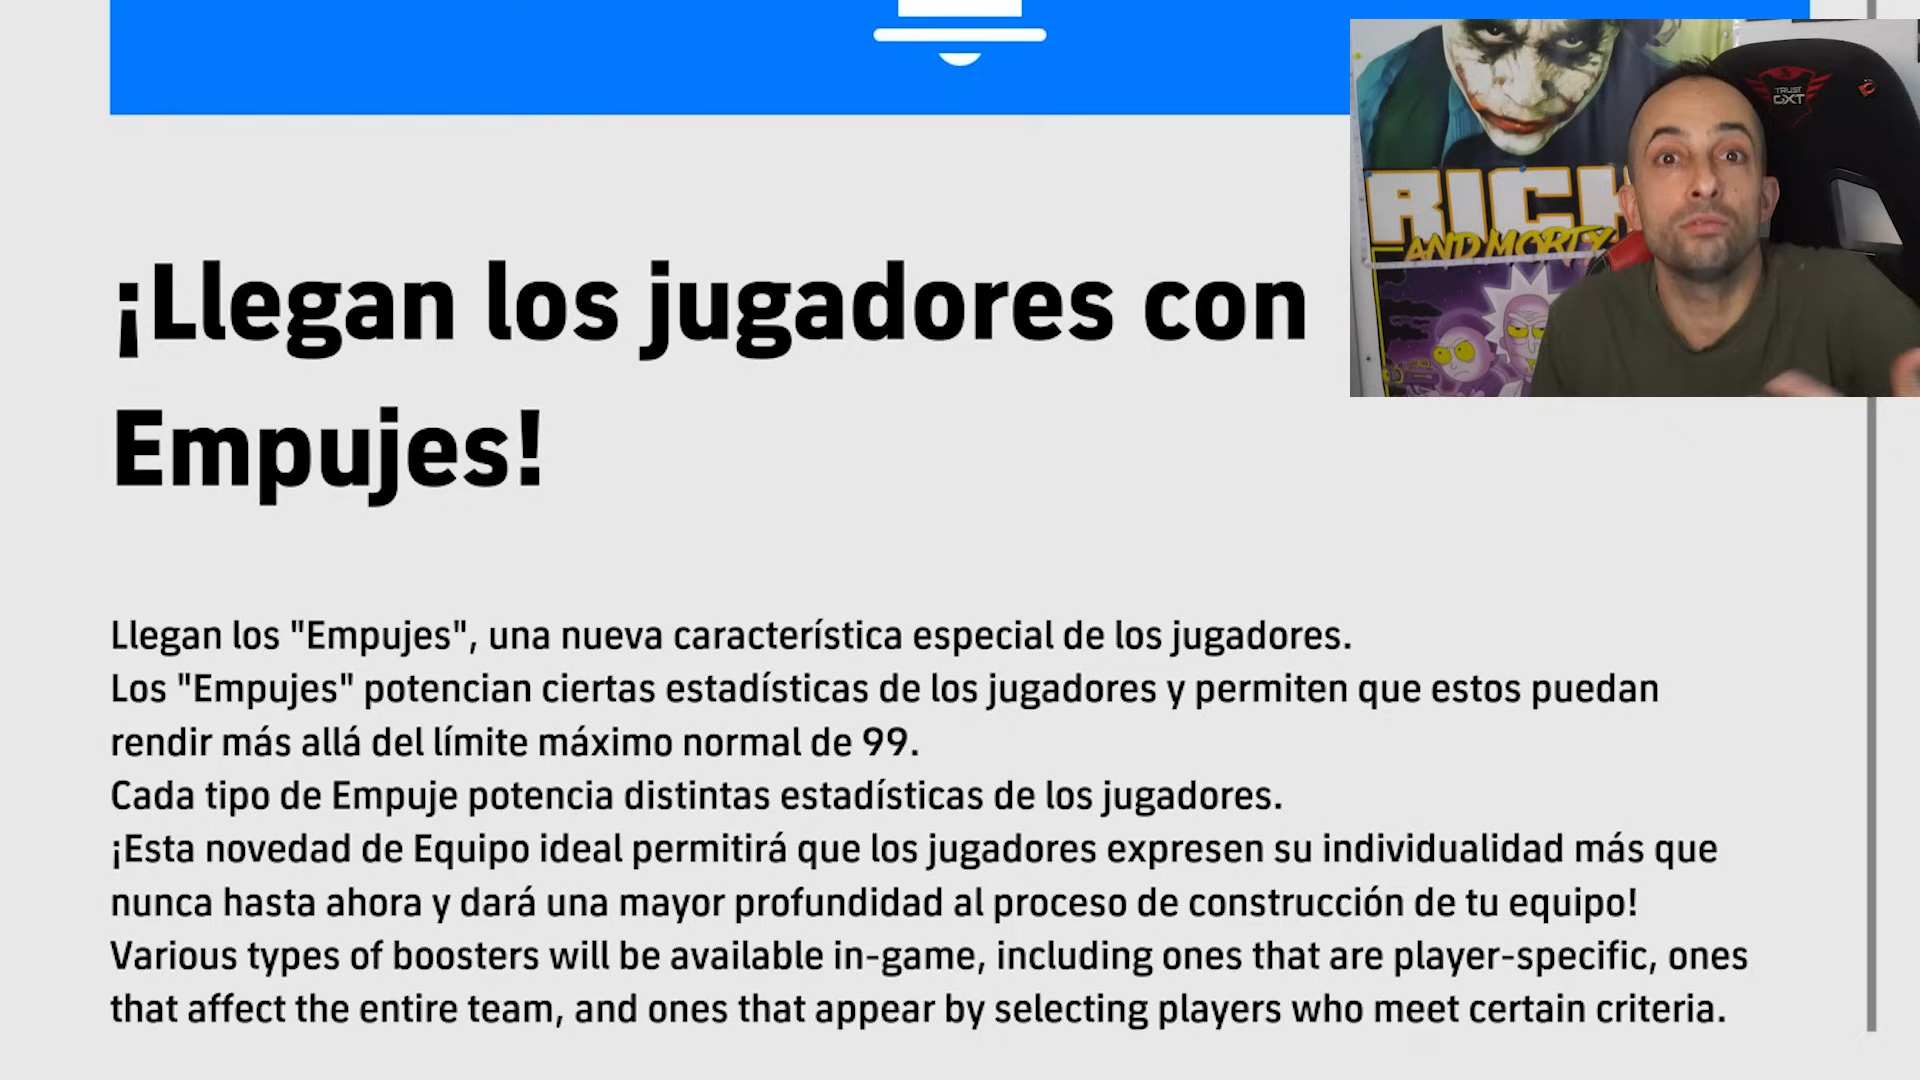 ¡Llegan los jugadores con
Empujes!
Llegan los "Empujes", una nueva característica especial de los jugadores.
Los "Empujes" potencian ciertas estadísticas de los jugadores y permiten que estos puedan
rendir más allá del límite máximo normal de 99.
Cada tipo de Empuje potencia distintas estadísticas de los jugadores.
¡Esta novedad de Equipo ideal permitirá que los jugadores expresen su individualidad más que
nunca hasta ahora y dará una mayor profundidad al proceso de construcción de tu equipo!
Various types of boosters will be available in-game, including ones that are player-specific, ones
that affect the entire team, and ones that appear by selecting players who meet certain criteria.
TRUST
GXT
RICK
AND MORTY